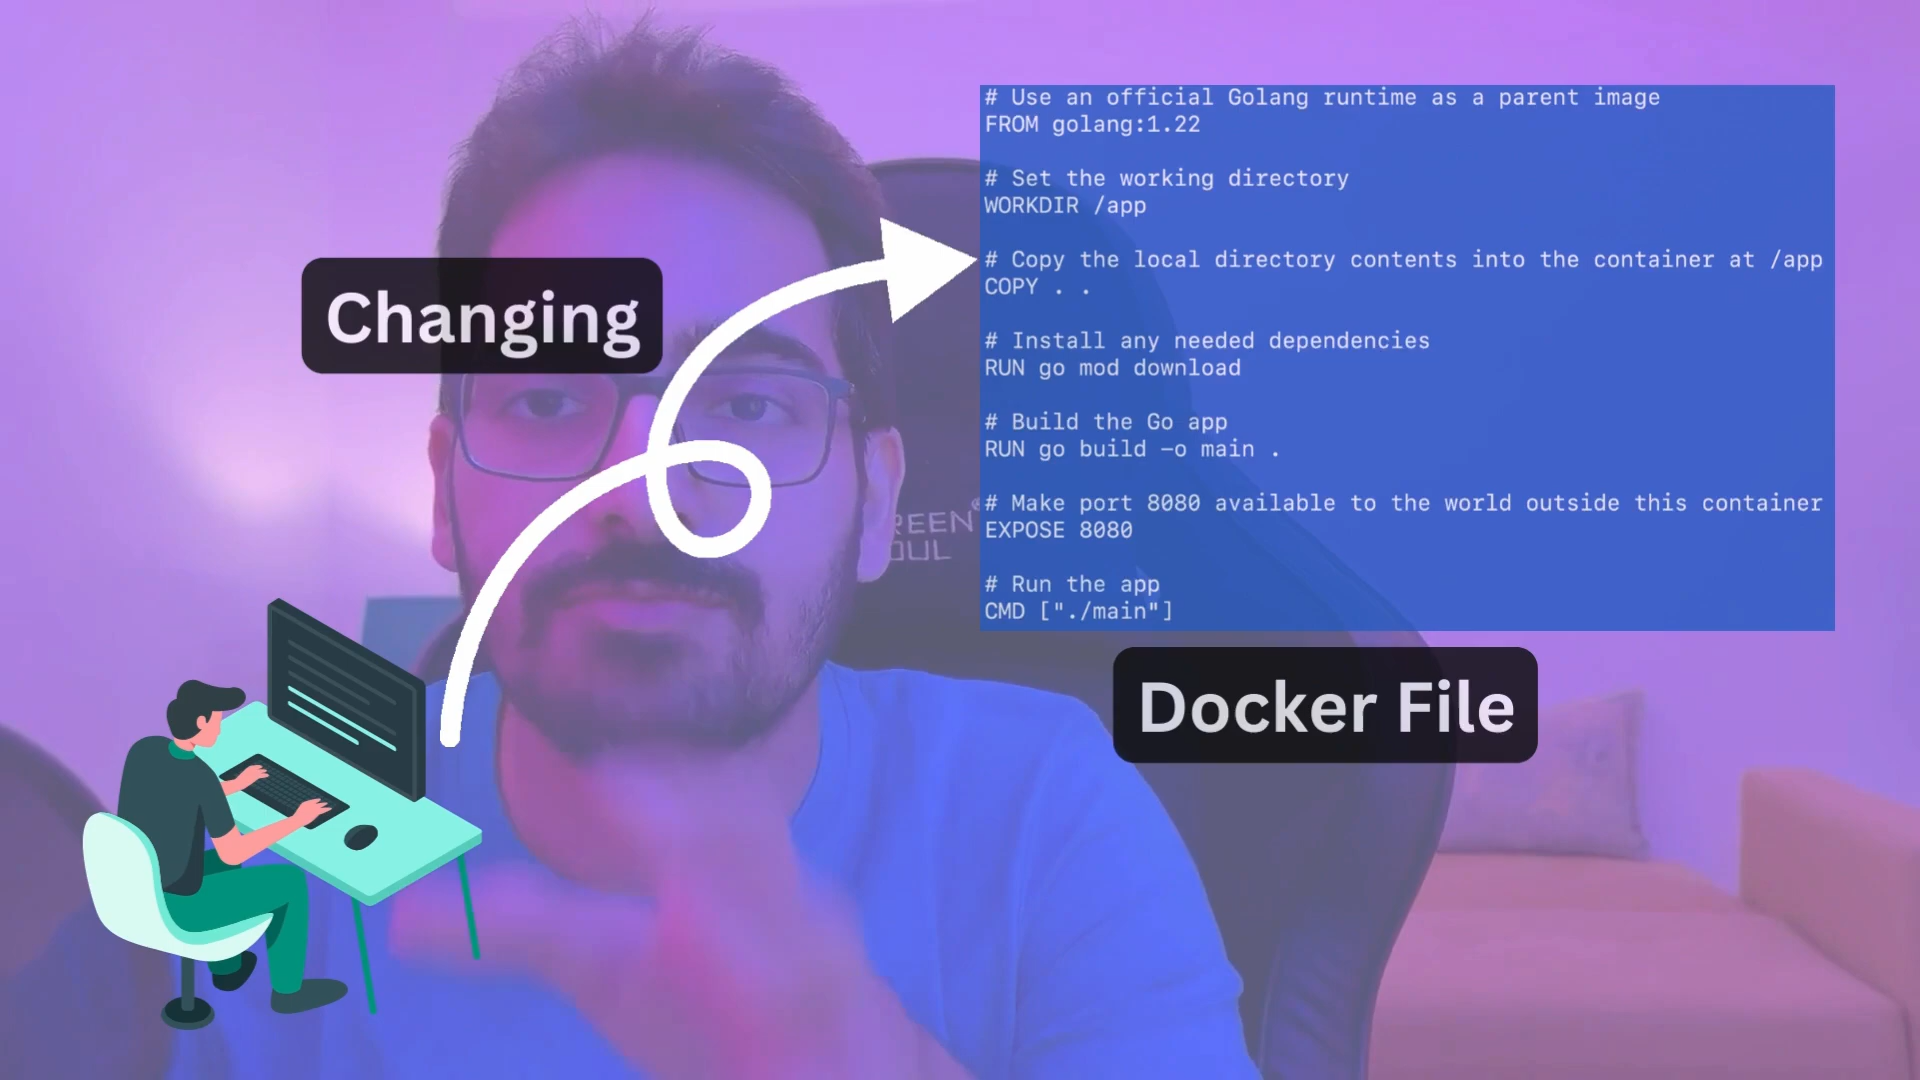 Changing
# Use an official Golang runtime as a parent image
FROM golang:1.22
# Set the working directory
WORKDIR /app
# Copy the local directory contents into the container at /app
COPY . .
# Install any needed dependencies
RUN go mod download
# Build the Go app
RUN go build -o main .
# Make port 8080 available to the world outside this container
EXPOSE 8080
# Run the app
CMD ["./main"]
Docker File
REEN
OUL